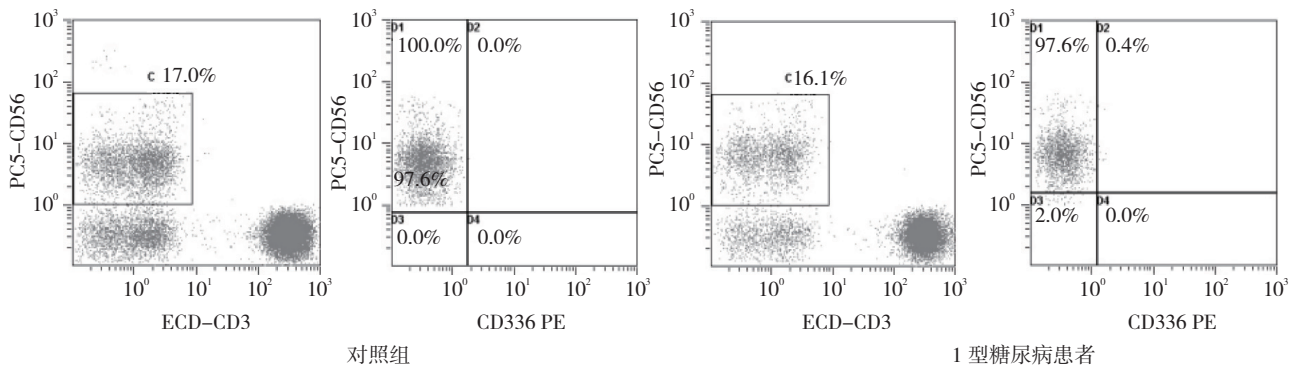 10³
10²
10¹
10⁰
PC5-CD56
C 17.0%
10⁰ 10¹ 10² 10³
ECD-CD3
10³
10²
10¹
10⁰
PC5-CD56
D1 D2
100.0% 0.0%
97.6%
D3 D4
0.0% 0.0%
10⁰ 10¹ 10² 10³
CD336 PE
对照组
10³
10²
10¹
10⁰
PC5-CD56
C 16.1%
10⁰ 10¹ 10² 10³
ECD-CD3
10³
10²
10¹
10⁰
PC5-CD56
D1 D2
97.6% 0.4%
D3 D4
2.0% 0.0%
10⁰ 10¹ 10² 10³
CD336 PE
1 型糖尿病患者